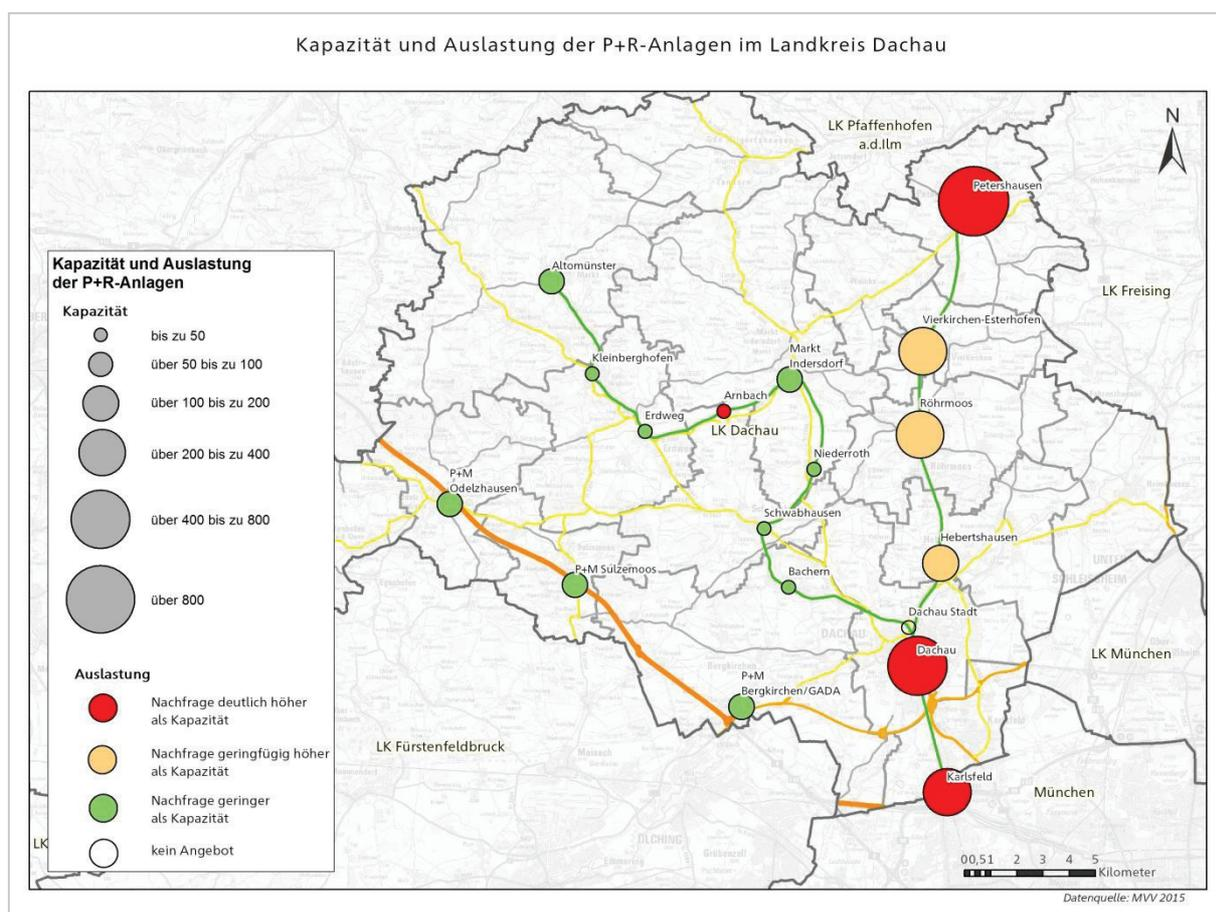 Kapazität und Auslastung der P+R-Anlagen im Landkreis Dachau
N
LK Pfaffenhofen
a.d.Ilm
Petershausen
LK Freising
Altomünster
Vierkirchen-Esterhofen
Kleinberghofen
Markt
Indersdorf
Arnbach
Röhrmoos
Erdweg
LK Dachau
Niederroth
P+M
Odelzhausen
Schwabhausen
Hebertshausen
P+M Sulzemoos
Bachern
Dachau Stadt
DACHAU
Dachau
LK München
P+M
Bergkirchen/GADA
LK Fürstenfeldbruck
Karlsfeld
München
OLCHING
LK
Kapazität und Auslastung
der P+R-Anlagen
Kapazität
bis zu 50
über 50 bis zu 100
über 100 bis zu 200
über 200 bis zu 400
über 400 bis zu 800
über 800
Auslastung
Nachfrage deutlich höher
als Kapazität
Nachfrage geringfügig höher
als Kapazität
Nachfrage geringer
als Kapazität
kein Angebot
0 0,5 1 2 3 4 5
Kilometer
Datenquelle: MVV 2015